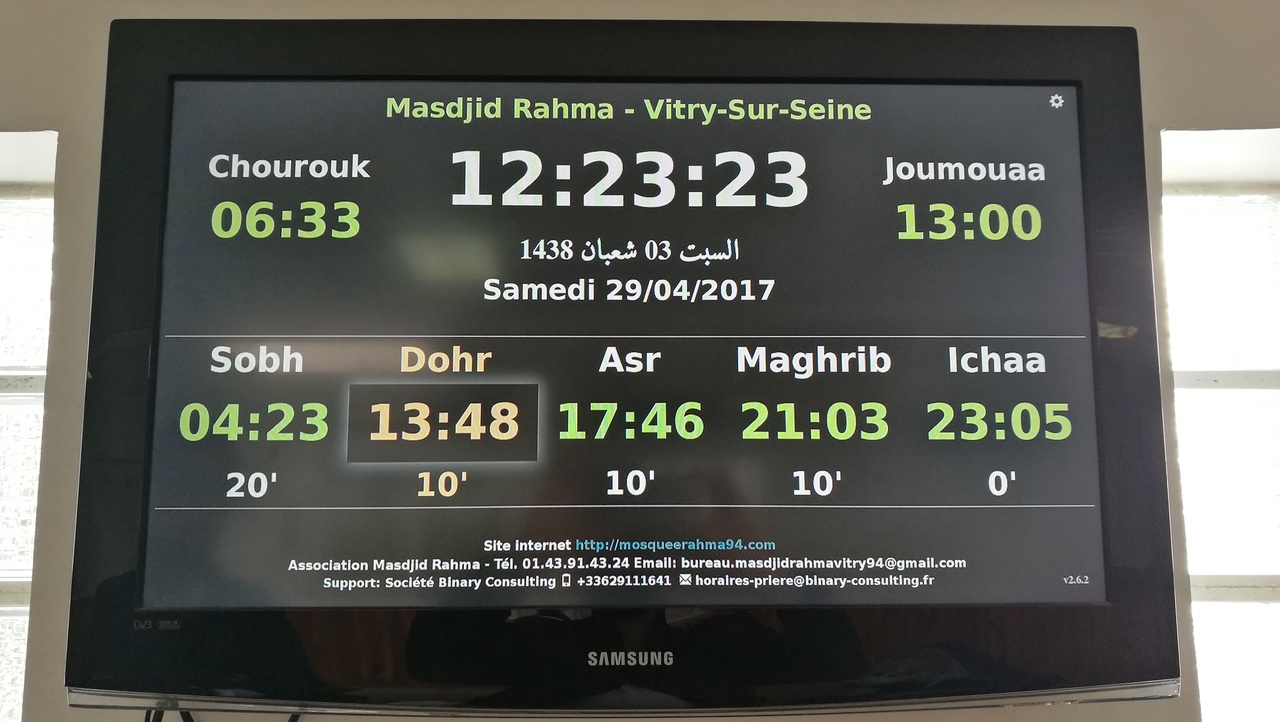 Masdjid Rahma - Vitry-Sur-Seine
Chourouk
06:33
12:23:23
Joumouaa
13:00
السبت 03 شعبان 1438
Samedi 29/04/2017
Sobh Dohr Asr Maghrib Ichaa
04:23 13:48 17:46 21:03 23:05
20' 10' 10' 10' 0'
Site internet http://mosqueerahma94.com
Association Masdjid Rahma - Tél. 01.43.91.43.24 Email: bureau.masdjidrahmavitry94@gmail.com
Support: Société Binary Consulting +33629111641 horaires-priere@binary-consulting.fr
v2.6.2
DVB
SAMSUNG